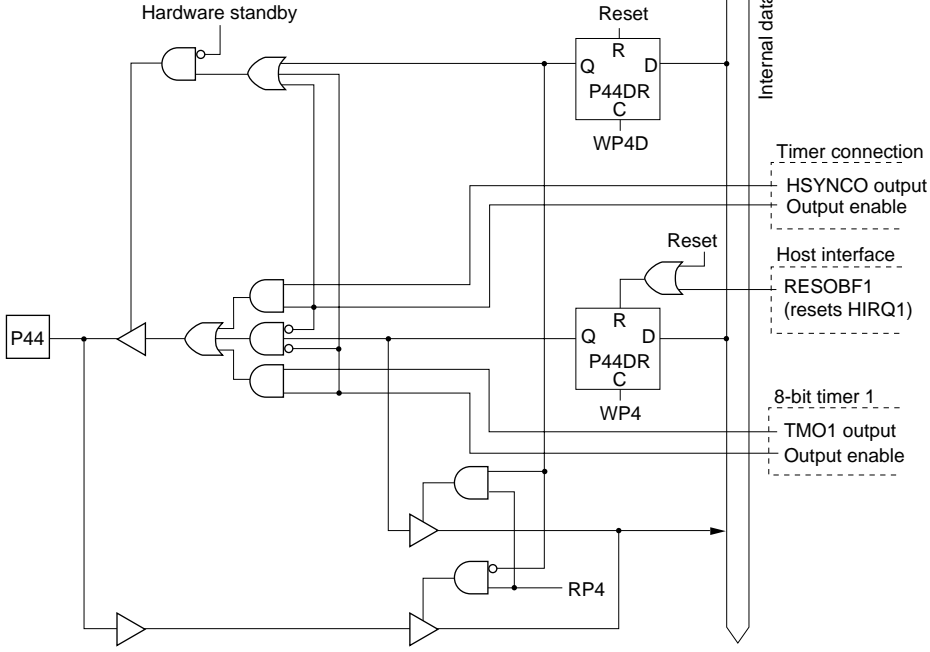 Hardware standby
Reset
R
Q
D
P44DR
C
WP4D
Internal data
Timer connection
HSYNCO output
Output enable
Reset
Host interface
RESOBF1
(resets HIRQ1)
R
P44
Q
D
P44DR
C
WP4
8-bit timer 1
TMO1 output
Output enable
RP4